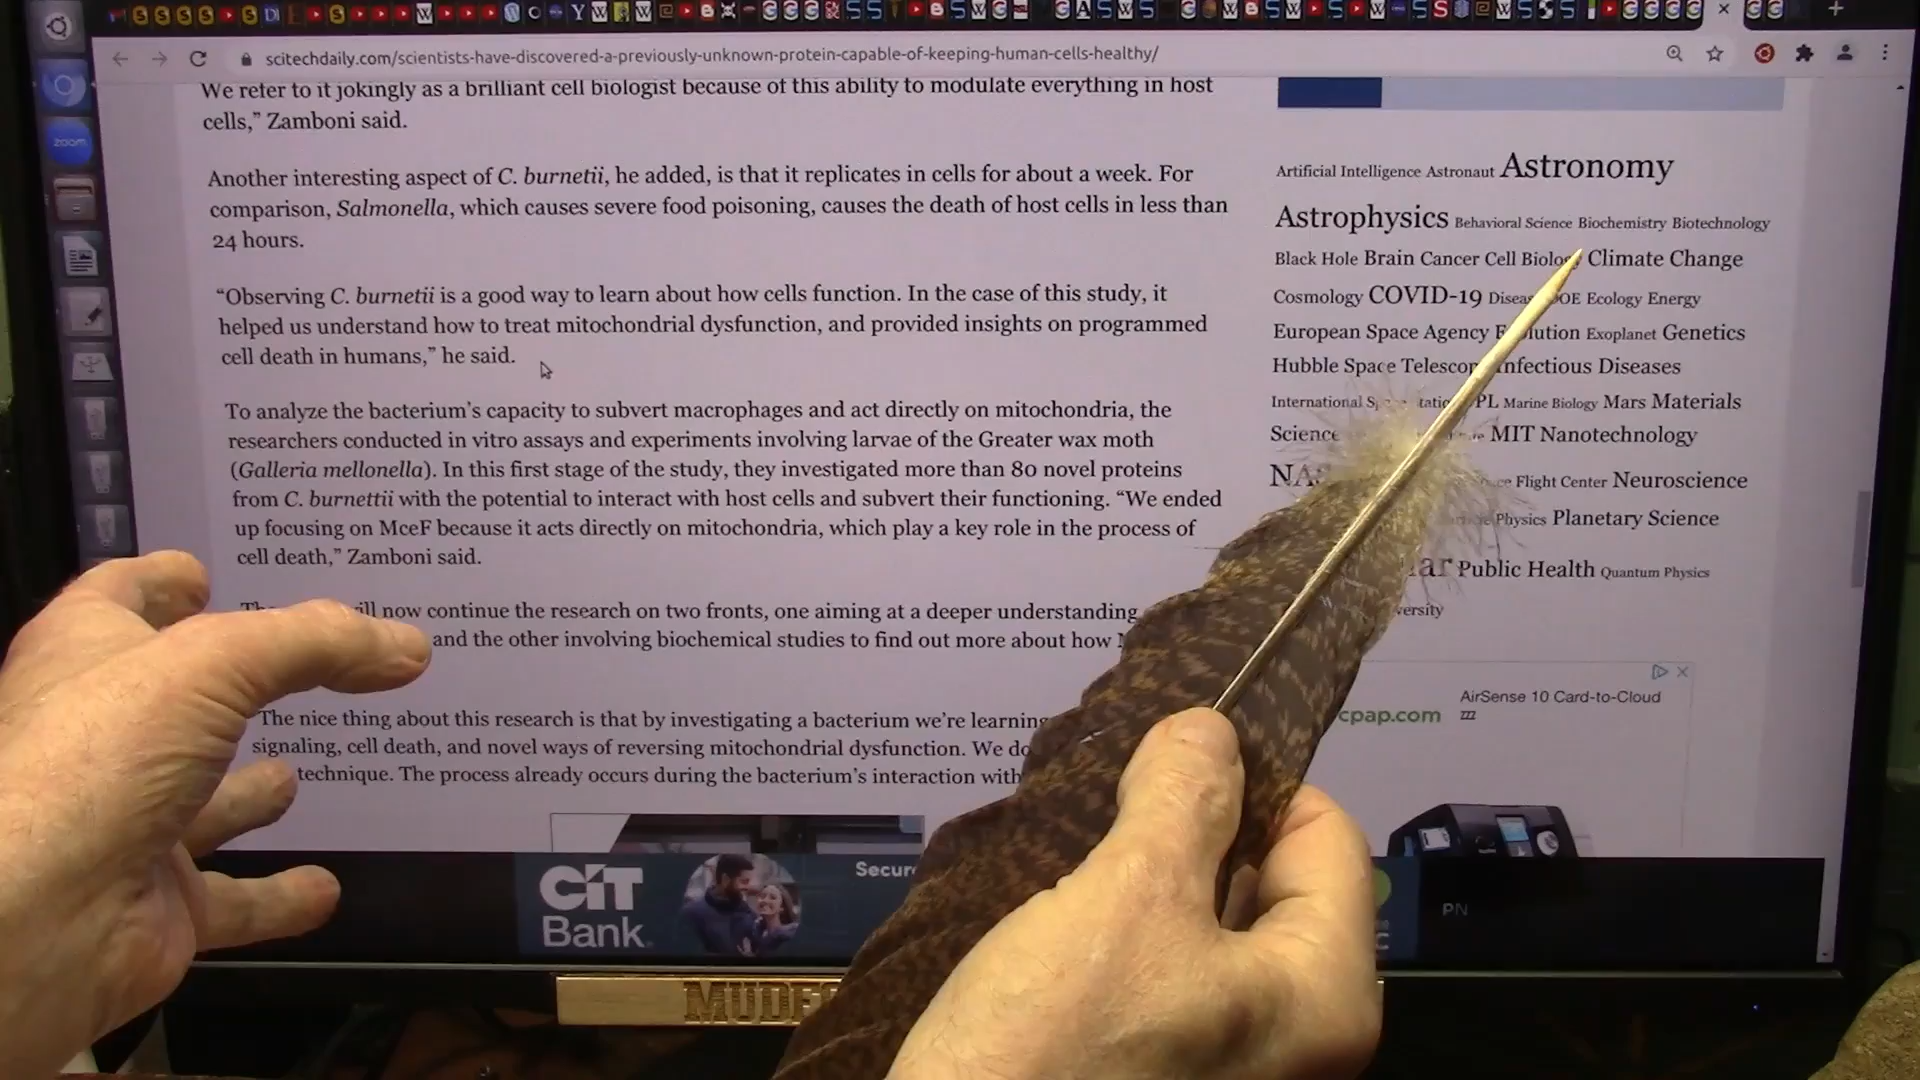 scitechdaily.com/scientists-have-discovered-a-previously-unknown-protein-capable-of-keeping-human-cells-healthy/
zoom
We refer to it jokingly as a brilliant cell biologist because of this ability to modulate everything in host
cells,” Zamboni said.
Another interesting aspect of C. burnetii, he added, is that it replicates in cells for about a week. For
comparison, Salmonella, which causes severe food poisoning, causes the death of host cells in less than
24 hours.
“Observing C. burnetii is a good way to learn about how cells function. In the case of this study, it
helped us understand how to treat mitochondrial dysfunction, and provided insights on programmed
cell death in humans,” he said.
To analyze the bacterium’s capacity to subvert macrophages and act directly on mitochondria, the
researchers conducted in vitro assays and experiments involving larvae of the Greater wax moth
(Galleria mellonella). In this first stage of the study, they investigated more than 80 novel proteins
from C. burnettii with the potential to interact with host cells and subvert their functioning. “We ended
up focusing on MceF because it acts directly on mitochondria, which play a key role in the process of
cell death,” Zamboni said.
now continue the research on two fronts, one aiming at a deeper understanding
and the other involving biochemical studies to find out more about how
The nice thing about this research is that by investigating a bacterium we’re learning
signaling, cell death, and novel ways of reversing mitochondrial dysfunction. We
technique. The process already occurs during the bacterium’s interaction with
Artificial Intelligence Astronaut Astronomy
Astrophysics Behavioral Science Biochemistry Biotechnology
Black Hole Brain Cancer Cell Biology Climate Change
Cosmology COVID-19 DOE Ecology Energy
European Space Agency Evolution Exoplanet Genetics
Hubble Space Telescope Infectious Diseases
International JPL Marine Biology Mars Materials
Science MIT Nanotechnology
Flight Center Neuroscience
Physics Planetary Science
Public Health Quantum Physics
cpap.com
AirSense 10 Card-to-Cloud
zzz
CIT
Bank
PN